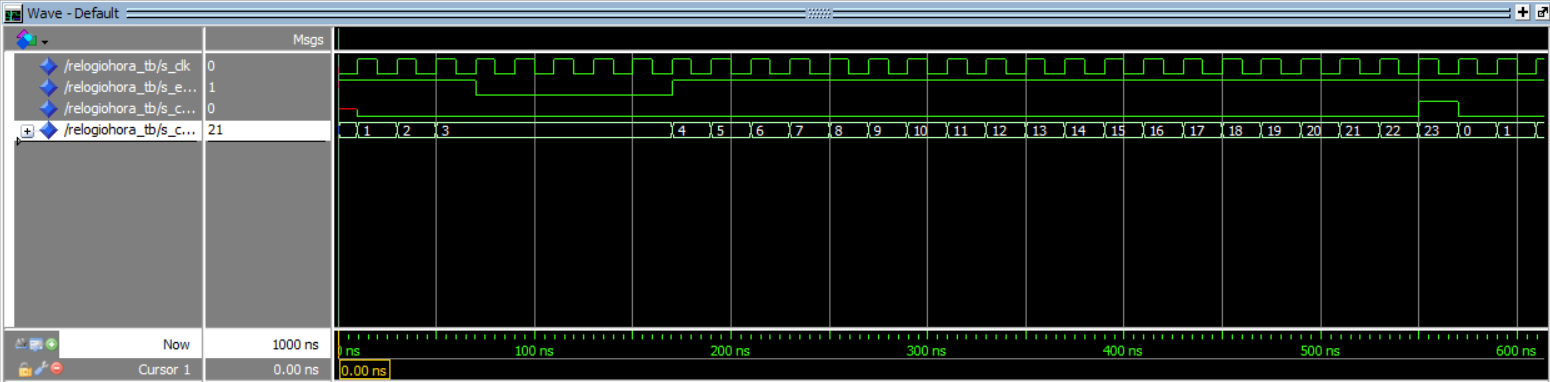 Wave - Default
Msgs
/relogiohora_tb/s_clk 0
/relogiohora_tb/s_e... 1
/relogiohora_tb/s_c... 0
/relogiohora_tb/s_c... 21
1 2 3 4 5 6 7 8 9 10 11 12 13 14 15 16 17 18 19 20 21 22 23 0 1
Now 1000 ns
ns 100 ns 200 ns 300 ns 400 ns 500 ns 600 ns
Cursor 1 0.00 ns 0.00 ns